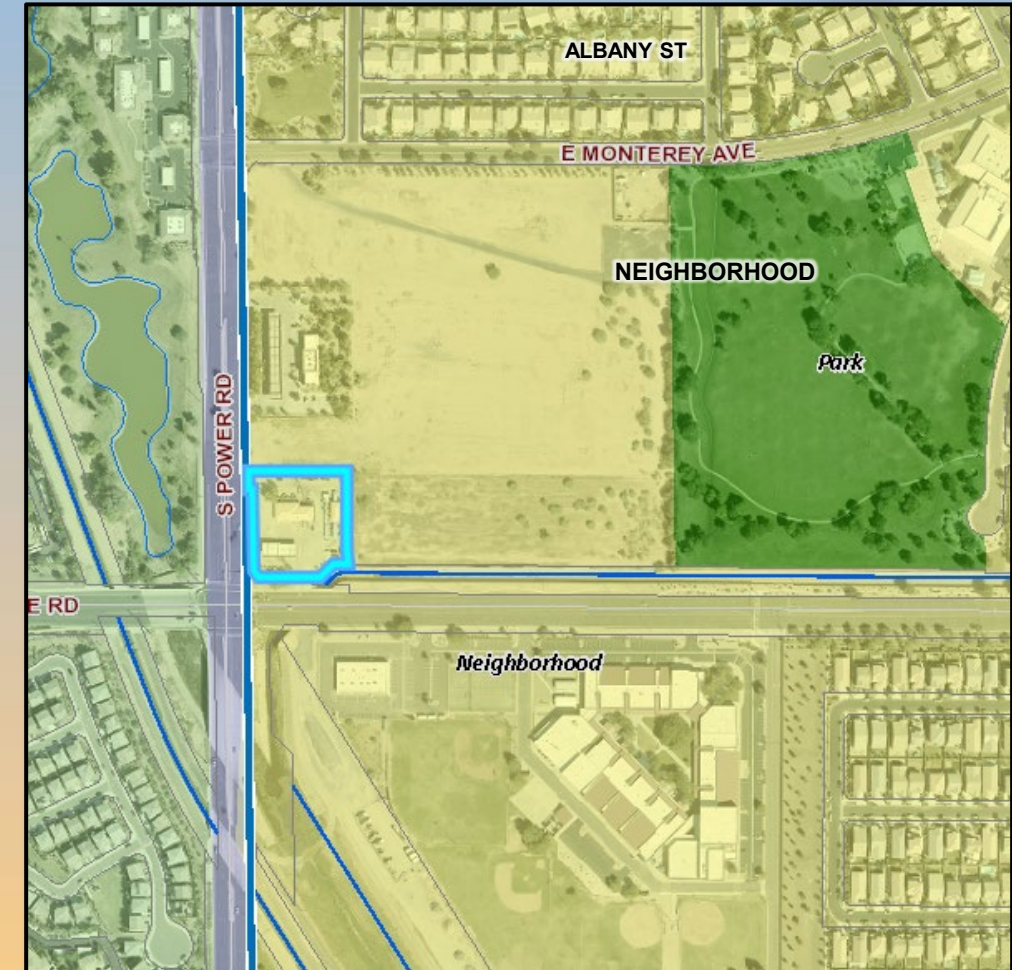 ALBANY ST
E MONTEREY AVE
NEIGHBORHOOD
Park
S POWER RD
E RD
Neighborhood